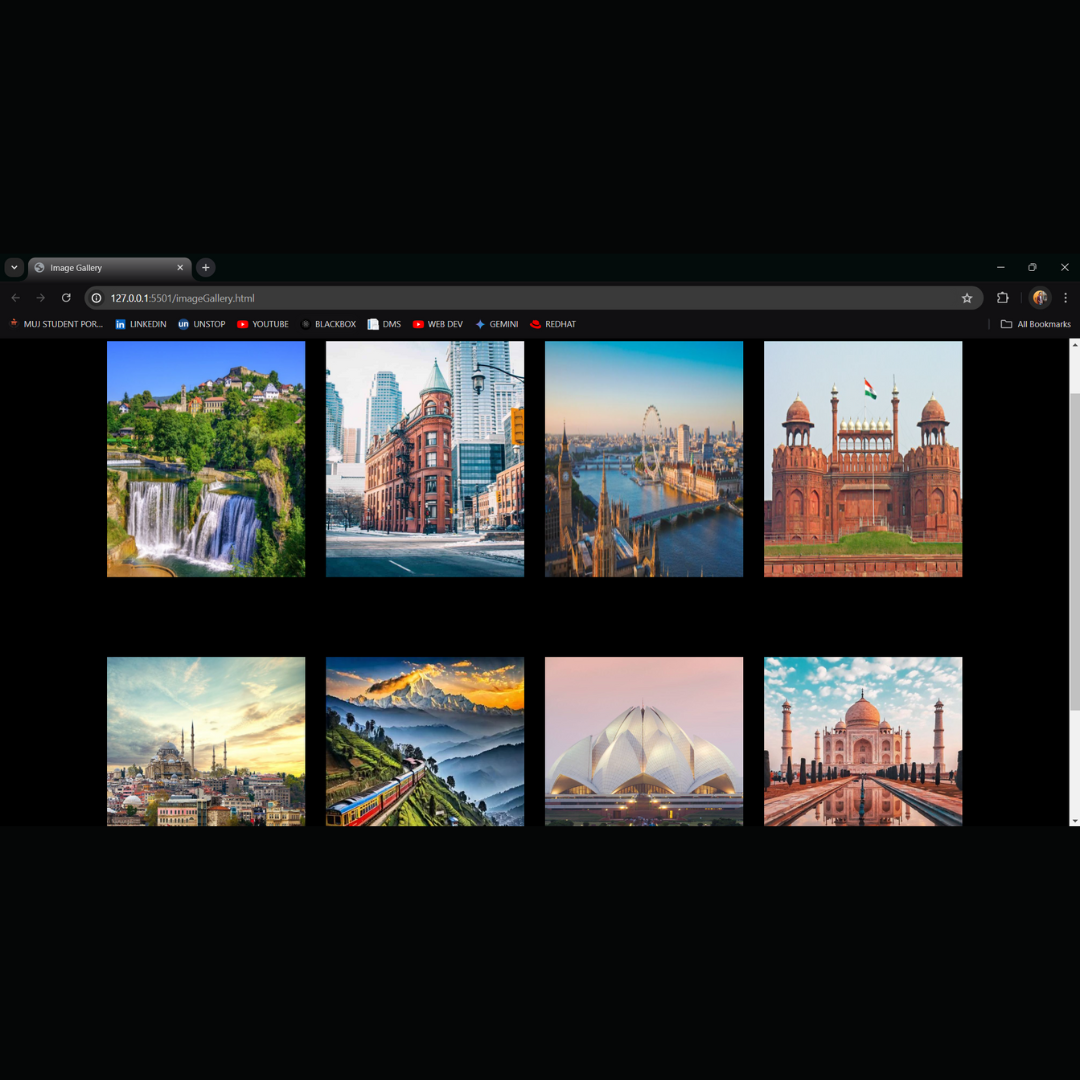 Image Gallery
127.0.0.1:5501/imageGallery.html
MUJ STUDENT POR... LINKEDIN UNSTOP YOUTUBE BLACKBOX DMS WEB DEV GEMINI REDHAT All Bookmarks